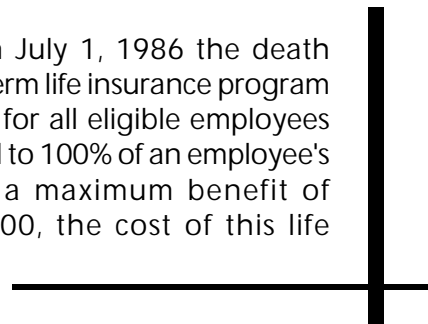 July 1, 1986 the death
life insurance program
for all eligible employees
to 100% of an employee's
a maximum benefit of
00, the cost of this life